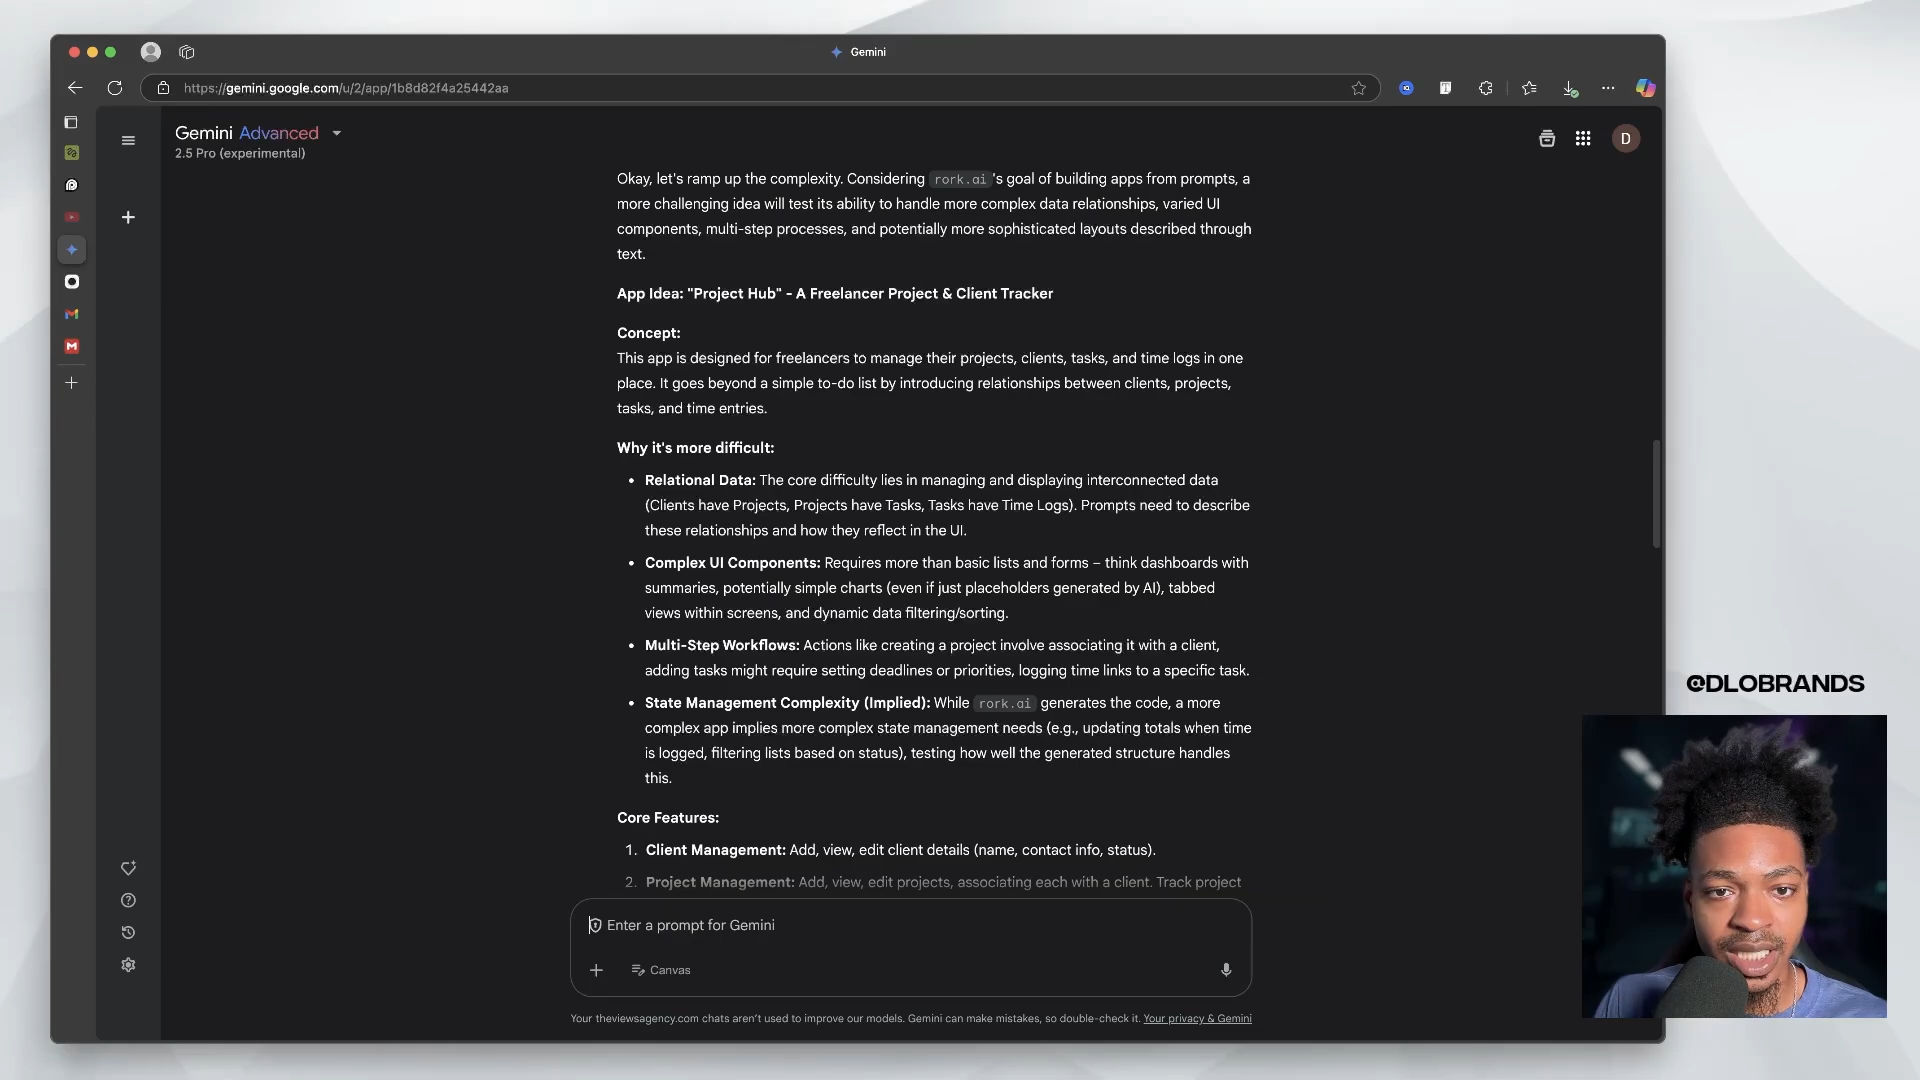 Gemini
https://gemini.google.com/u/2/app/1b8d82f4a25442aa
Gemini Advanced
2.5 Pro (experimental)
D
Okay, let's ramp up the complexity. Considering rork.ai's goal of building apps from prompts, a
more challenging idea will test its ability to handle more complex data relationships, varied UI
components, multi-step processes, and potentially more sophisticated layouts described through
text.
App Idea: "Project Hub" - A Freelancer Project & Client Tracker
Concept:
This app is designed for freelancers to manage their projects, clients, tasks, and time logs in one
place. It goes beyond a simple to-do list by introducing relationships between clients, projects,
tasks, and time entries.
Why it's more difficult:
• Relational Data: The core difficulty lies in managing and displaying interconnected data
(Clients have Projects, Projects have Tasks, Tasks have Time Logs). Prompts need to describe
these relationships and how they reflect in the UI.
• Complex UI Components: Requires more than basic lists and forms – think dashboards with
summaries, potentially simple charts (even if just placeholders generated by AI), tabbed
views within screens, and dynamic data filtering/sorting.
• Multi-Step Workflows: Actions like creating a project involve associating it with a client,
adding tasks might require setting deadlines or priorities, logging time links to a specific task.
• State Management Complexity (Implied): While rork.ai generates the code, a more
complex app implies more complex state management needs (e.g., updating totals when time
is logged, filtering lists based on status), testing how well the generated structure handles
this.
Core Features:
1. Client Management: Add, view, edit client details (name, contact info, status).
2. Project Management: Add, view, edit projects, associating each with a client. Track project
Enter a prompt for Gemini
Canvas
Your theviewsagency.com chats aren't used to improve our models. Gemini can make mistakes, so double-check it. Your privacy & Gemini
@DLOBRANDS